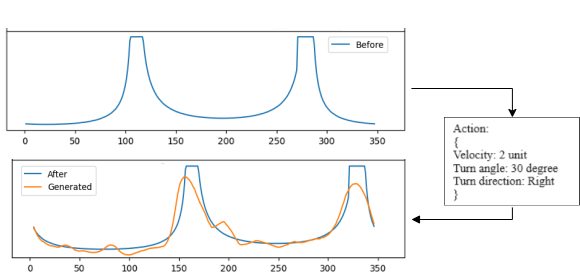 Before
0 50 100 150 200 250 300 350
Action:
{
Velocity: 2 unit
Turn angle: 30 degree
Turn direction: Right
}
After
Generated
0 50 100 150 200 250 300 350